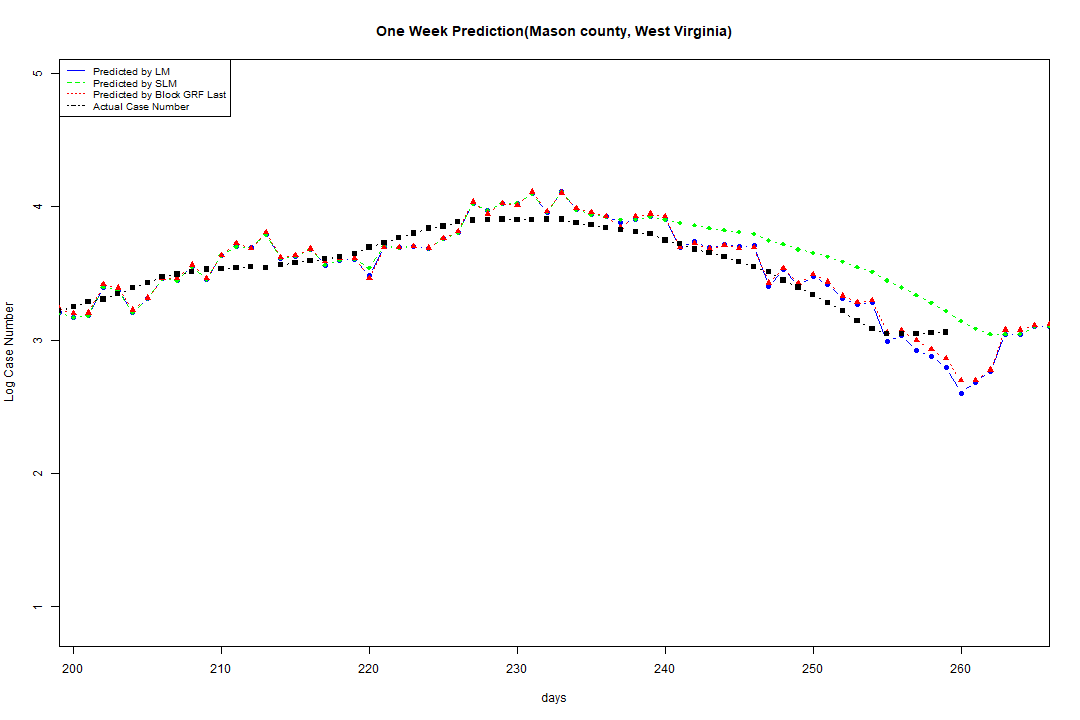 One Week Prediction(Mason county, West Virginia)
Predicted by LM
Predicted by SLM
Predicted by Block GRF Last
Actual Case Number
5
4
3
2
1
Log Case Number
200 210 220 230 240 250 260
days